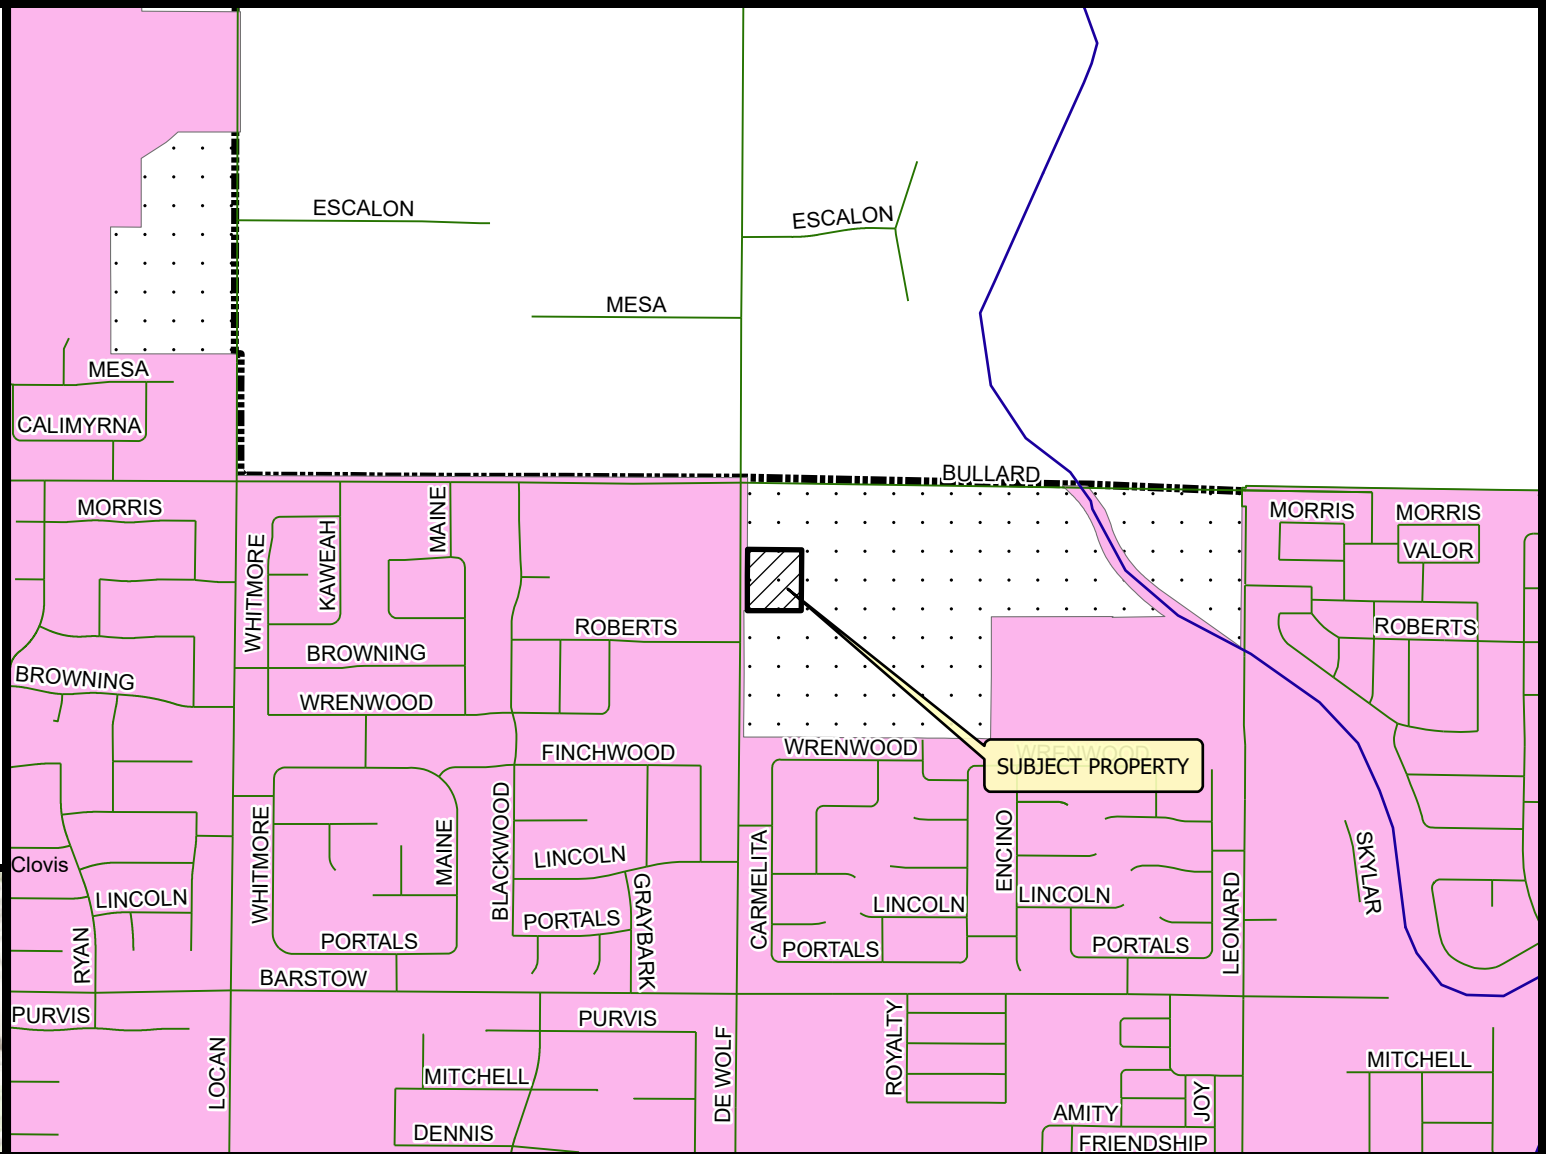 ESCALON
ESCALON
MESA
MESA
CALIMYRNA
BULLARD
MORRIS
WHITMORE
KAWEAH
MAINE
MORRIS
MORRIS
VALOR
ROBERTS
ROBERTS
BROWNING
BROWNING
WRENWOOD
WRENWOOD
WRENWOOD
SUBJECT PROPERTY
FINCHWOOD
WHITMORE
MAINE
BLACKWOOD
LINCOLN
GRAYBARK
CARMELITA
ENCINO
SKYLAR
Clovis
LINCOLN
LINCOLN
LINCOLN
LEONARD
PORTALS
PORTALS
PORTALS
PORTALS
RYAN
BARSTOW
PURVIS
PURVIS
LOCAN
DE WOLF
ROYALTY
MITCHELL
MITCHELL
JOY
AMITY
DENNIS
FRIENDSHIP